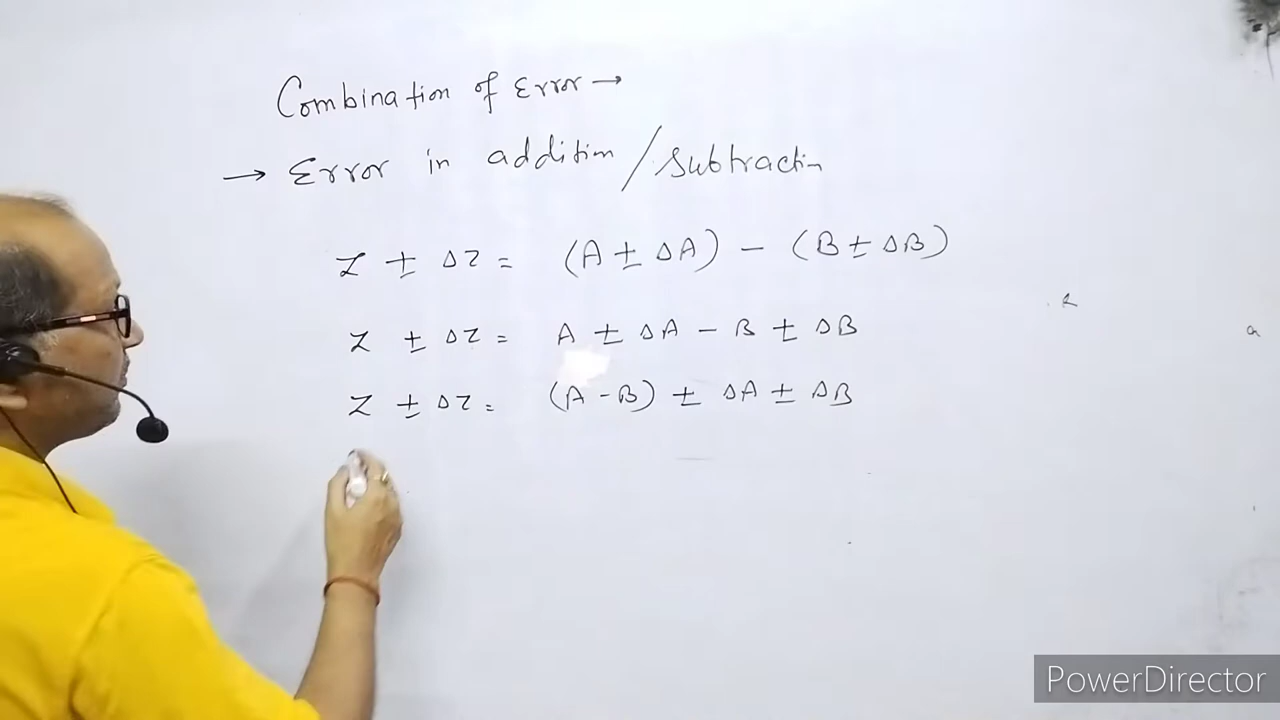 Combination of Error →
→ Error in addition / Subtraction
Z ± ΔZ = (A ± ΔA) − (B ± ΔB)
Z ± ΔZ = A ± ΔA − B ± ΔB
Z ± ΔZ = (A - B) ± ΔA ± ΔB
PowerDirector